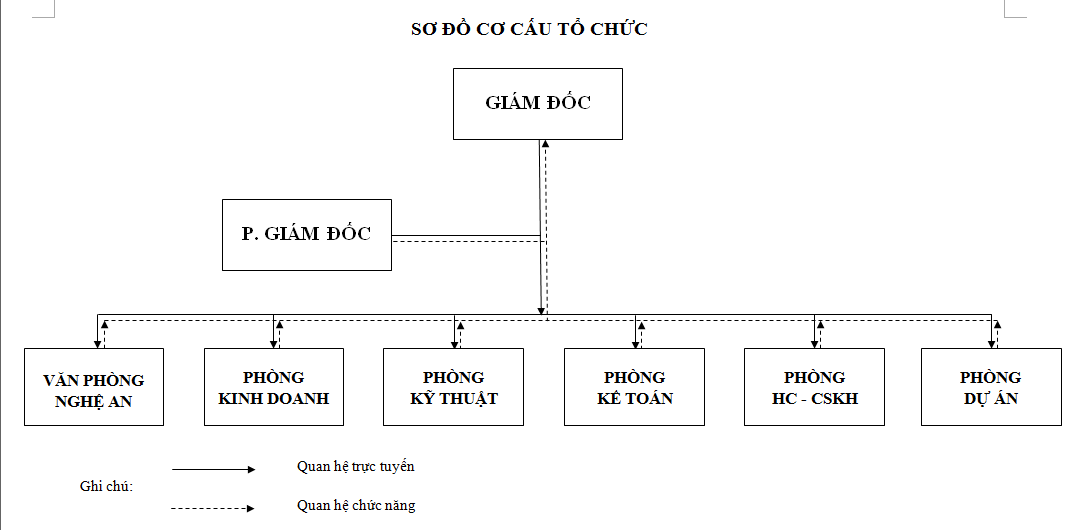 SƠ ĐỒ CƠ CẤU TỔ CHỨC
GIÁM ĐỐC
P. GIÁM ĐỐC
VĂN PHÒNG
NGHỆ AN
PHÒNG
KINH DOANH
PHÒNG
KỸ THUẬT
PHÒNG
KẾ TOÁN
PHÒNG
HC - CSKH
PHÒNG
DỰ ÁN
Ghi chú:
Quan hệ trực tuyến
Quan hệ chức năng